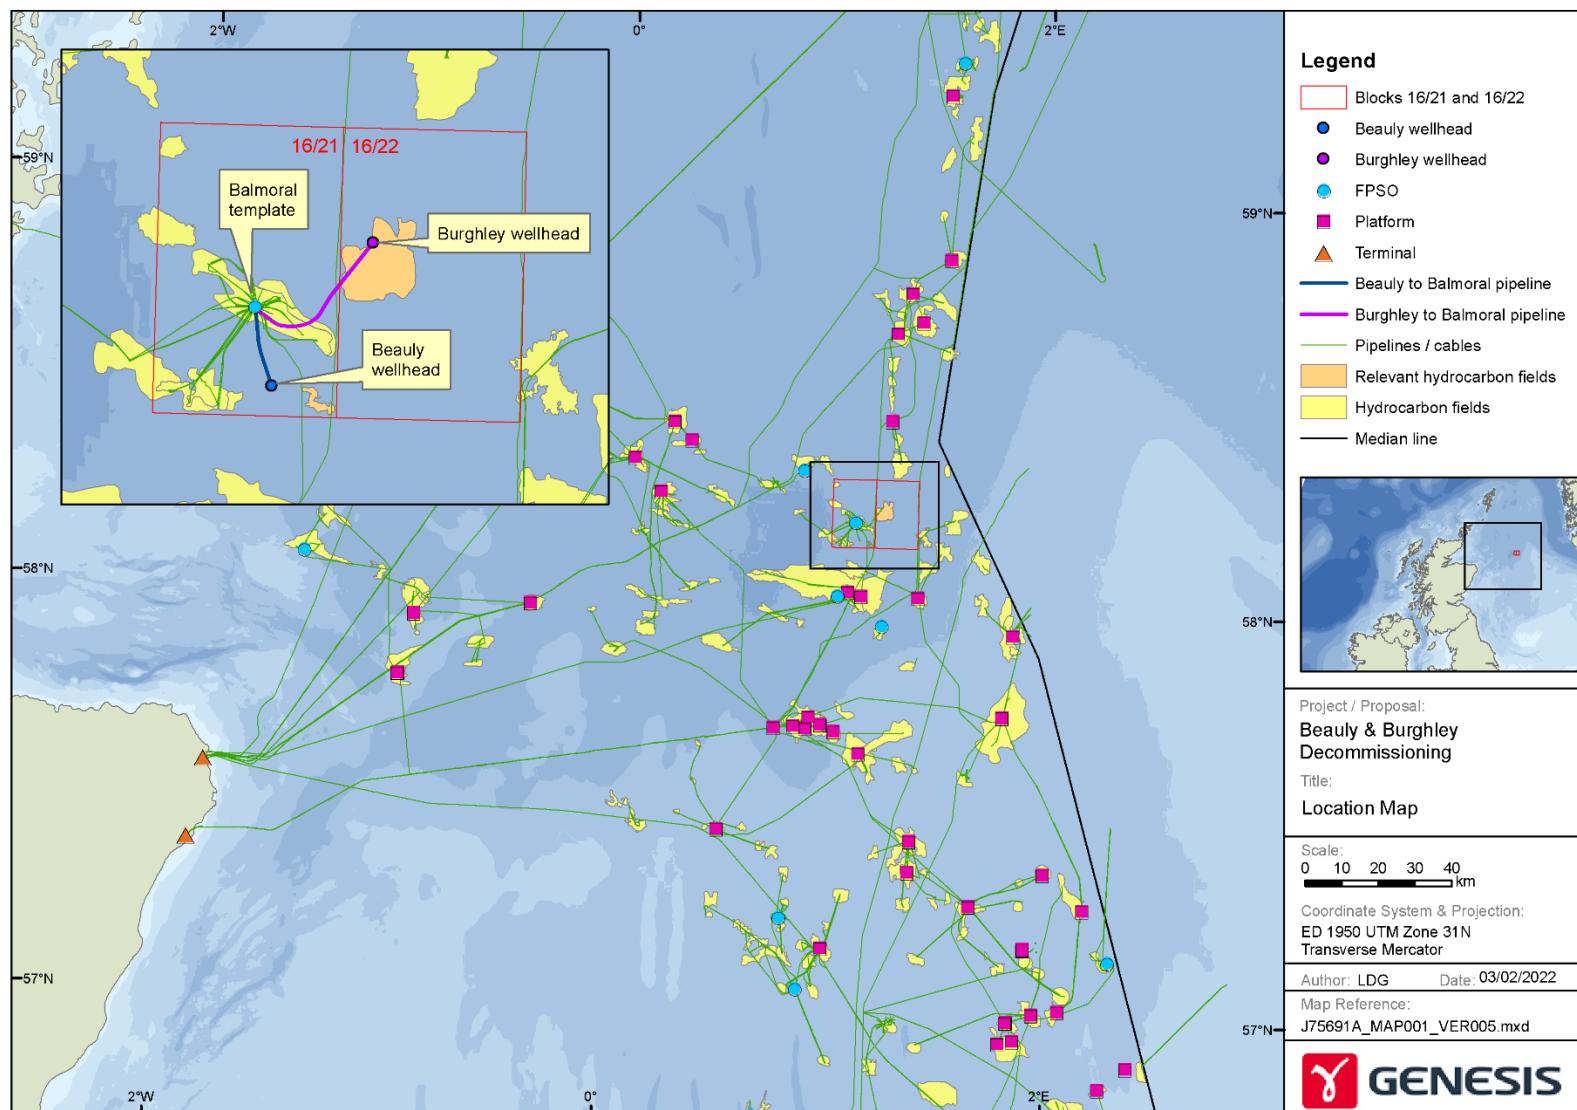 2°W
0°
2°E
59°N
59°N
58°N
58°N
57°N
57°N
2°W
0°
2°E
16/21
16/22
Balmoral
template
Burghley wellhead
Beauly
wellhead
Legend
Blocks 16/21 and 16/22
Beauly wellhead
Burghley wellhead
FPSO
Platform
Terminal
Beauly to Balmoral pipeline
Burghley to Balmoral pipeline
Pipelines / cables
Relevant hydrocarbon fields
Hydrocarbon fields
Median line
Project / Proposal:
Beauly & Burghley
Decommissioning
Title:
Location Map
Scale:
0 10 20 30 40
km
Coordinate System & Projection:
ED 1950 UTM Zone 31N
Transverse Mercator
Author: LDG Date: 03/02/2022
Map Reference:
J75691A_MAP001_VER005.mxd
GENESIS